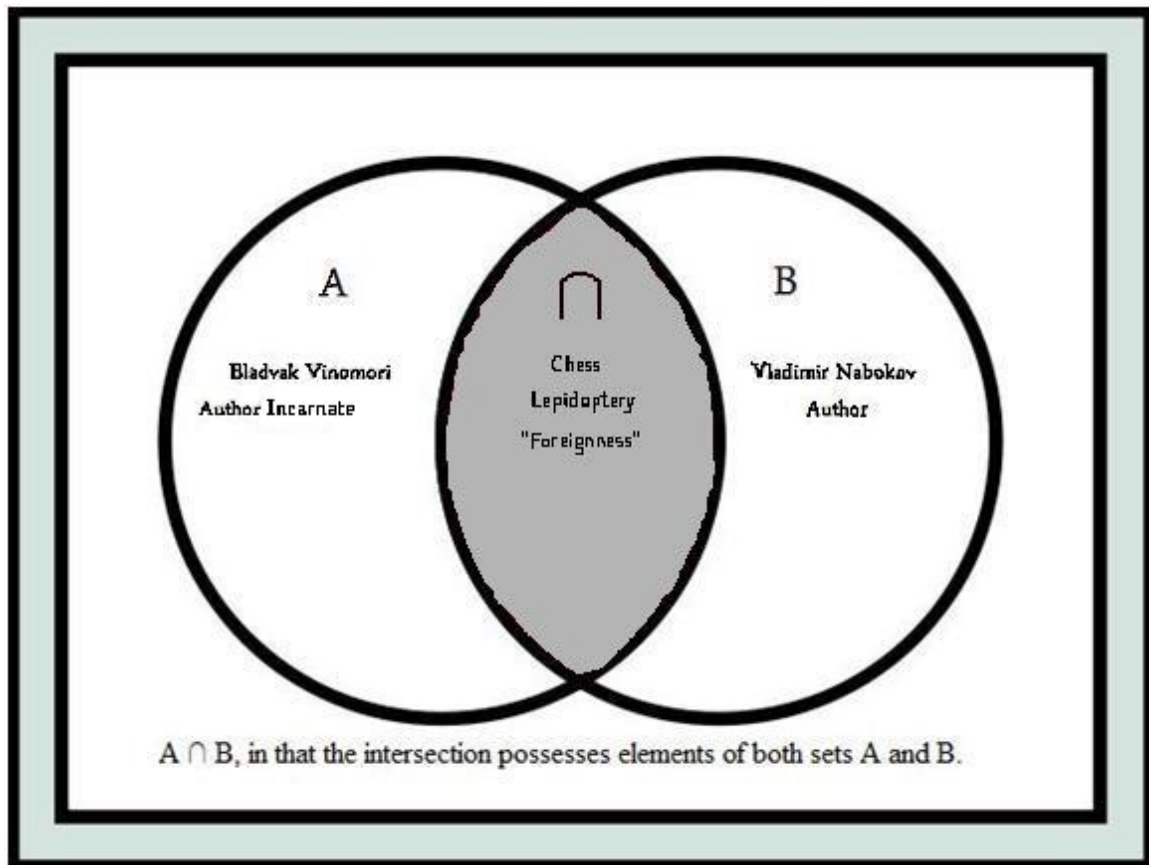 A
∩
B
Bladvak Vinomori
Author Incarnate
Chess
Lepidoptery
"Foreignness"
Vladimir Nabokov
Author
A ∩ B, in that the intersection possesses elements of both sets A and B.